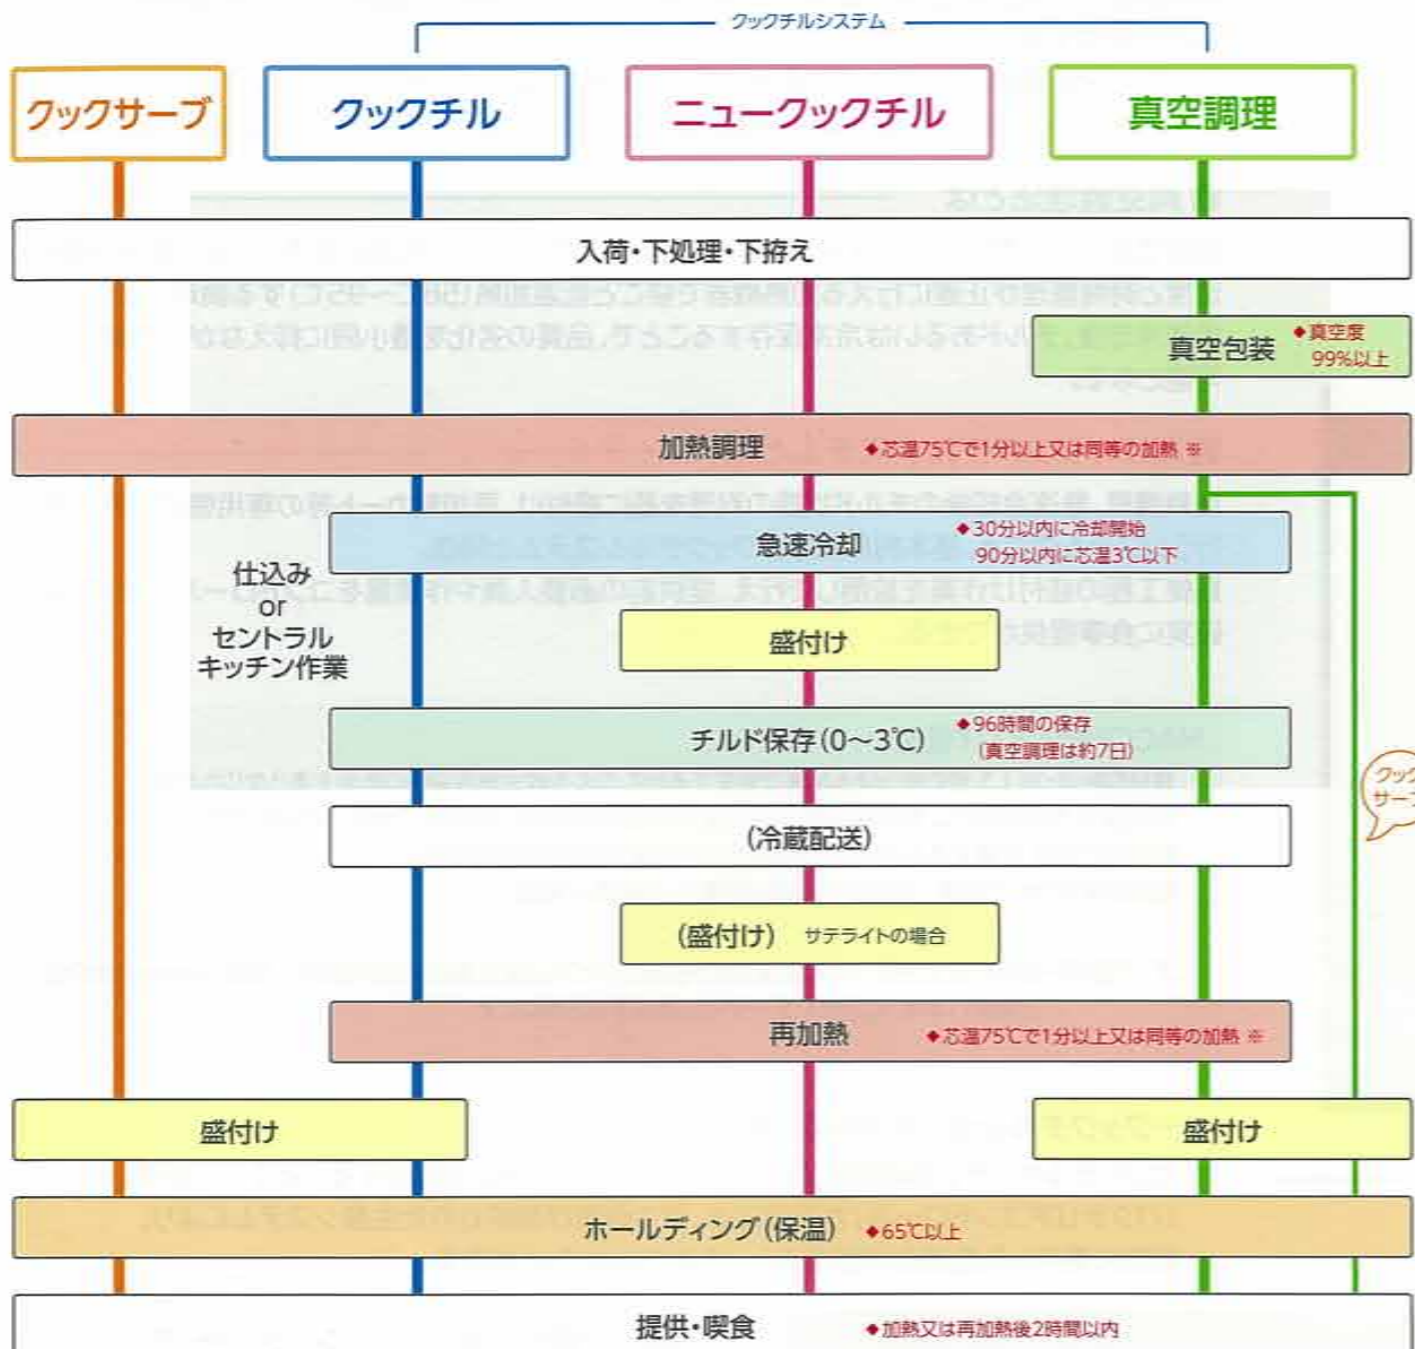 クックチルシステム
クックサーブ
クックチル
ニュークックチル
真空調理
入荷・下処理・下拵え
真空包装
◆真空度
99%以上
加熱調理
◆芯温75℃で1分以上又は同等の加熱 ※
急速冷却
◆30分以内に冷却開始
90分以内に芯温3℃以下
仕込み
or
セントラル
キッチン作業
盛付け
チルド保存(0〜3℃)
◆96時間の保存
(真空調理は約7日)
(冷蔵配送)
(盛付け) サテライトの場合
再加熱
◆芯温75℃で1分以上又は同等の加熱 ※
盛付け
盛付け
ホールディング(保温)
◆65℃以上
提供・喫食
◆加熱又は再加熱後2時間以内